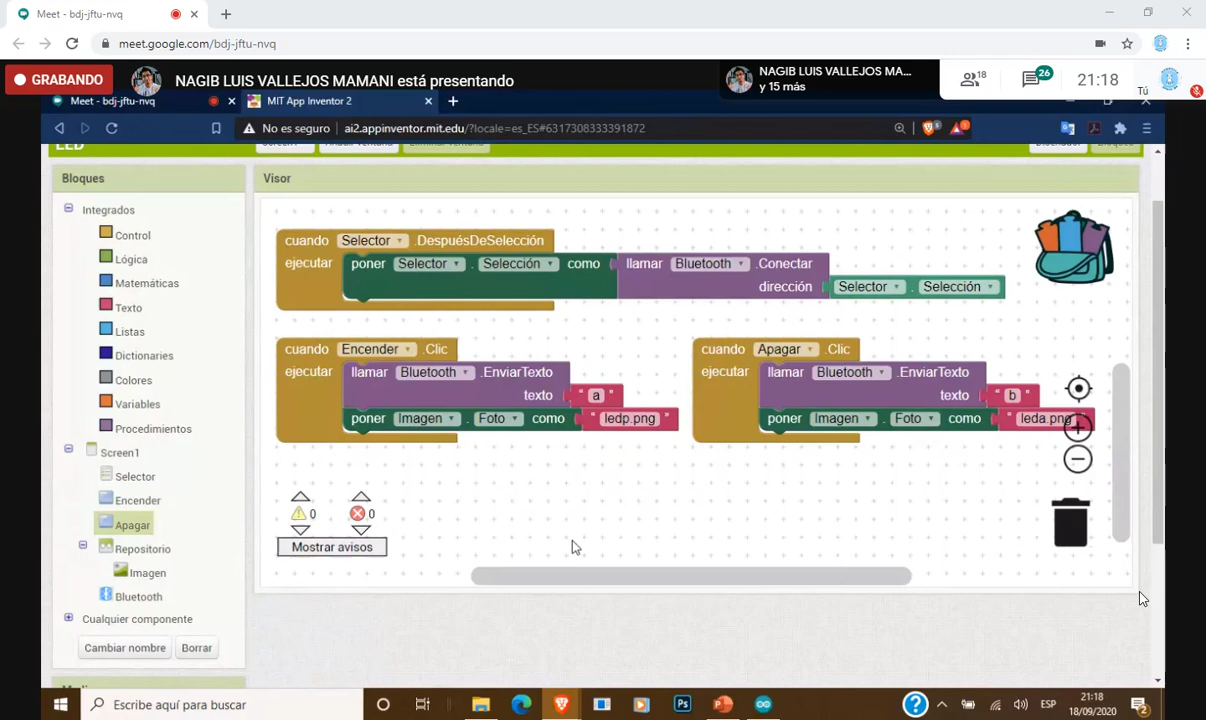 Meet - bdj-jftu-nvq
meet.google.com/bdj-jftu-nvq
GRABANDO
NAGIB LUIS VALLEJOS MAMANI está presentando
NAGIB LUIS VALLEJOS MA...
y 15 más
18
26
21:18
Tú
Meet - bdj-jftu-nvq
MIT App Inventor 2
No es seguro
ai2.appinventor.mit.edu/?locale=es_ES#6317308333391872
LED
Bloques
Visor
Integrados
Control
Lógica
Matemáticas
Texto
Listas
Dictionaries
Colores
Variables
Procedimientos
Screen1
Selector
Encender
Apagar
Repositorio
Imagen
Bluetooth
Cualquier componente
Cambiar nombre Borrar
cuando Selector .DespuésDeSelección
ejecutar poner Selector . Selección como llamar Bluetooth .Conectar
dirección Selector . Selección
cuando Encender .Clic
ejecutar llamar Bluetooth .EnviarTexto
texto " a "
poner Imagen . Foto como " ledp.png "
cuando Apagar .Clic
ejecutar llamar Bluetooth .EnviarTexto
texto " b "
poner Imagen . Foto como " leda.png "
0 0
Mostrar avisos
Escribe aquí para buscar
ESP
21:18
18/09/2020
2